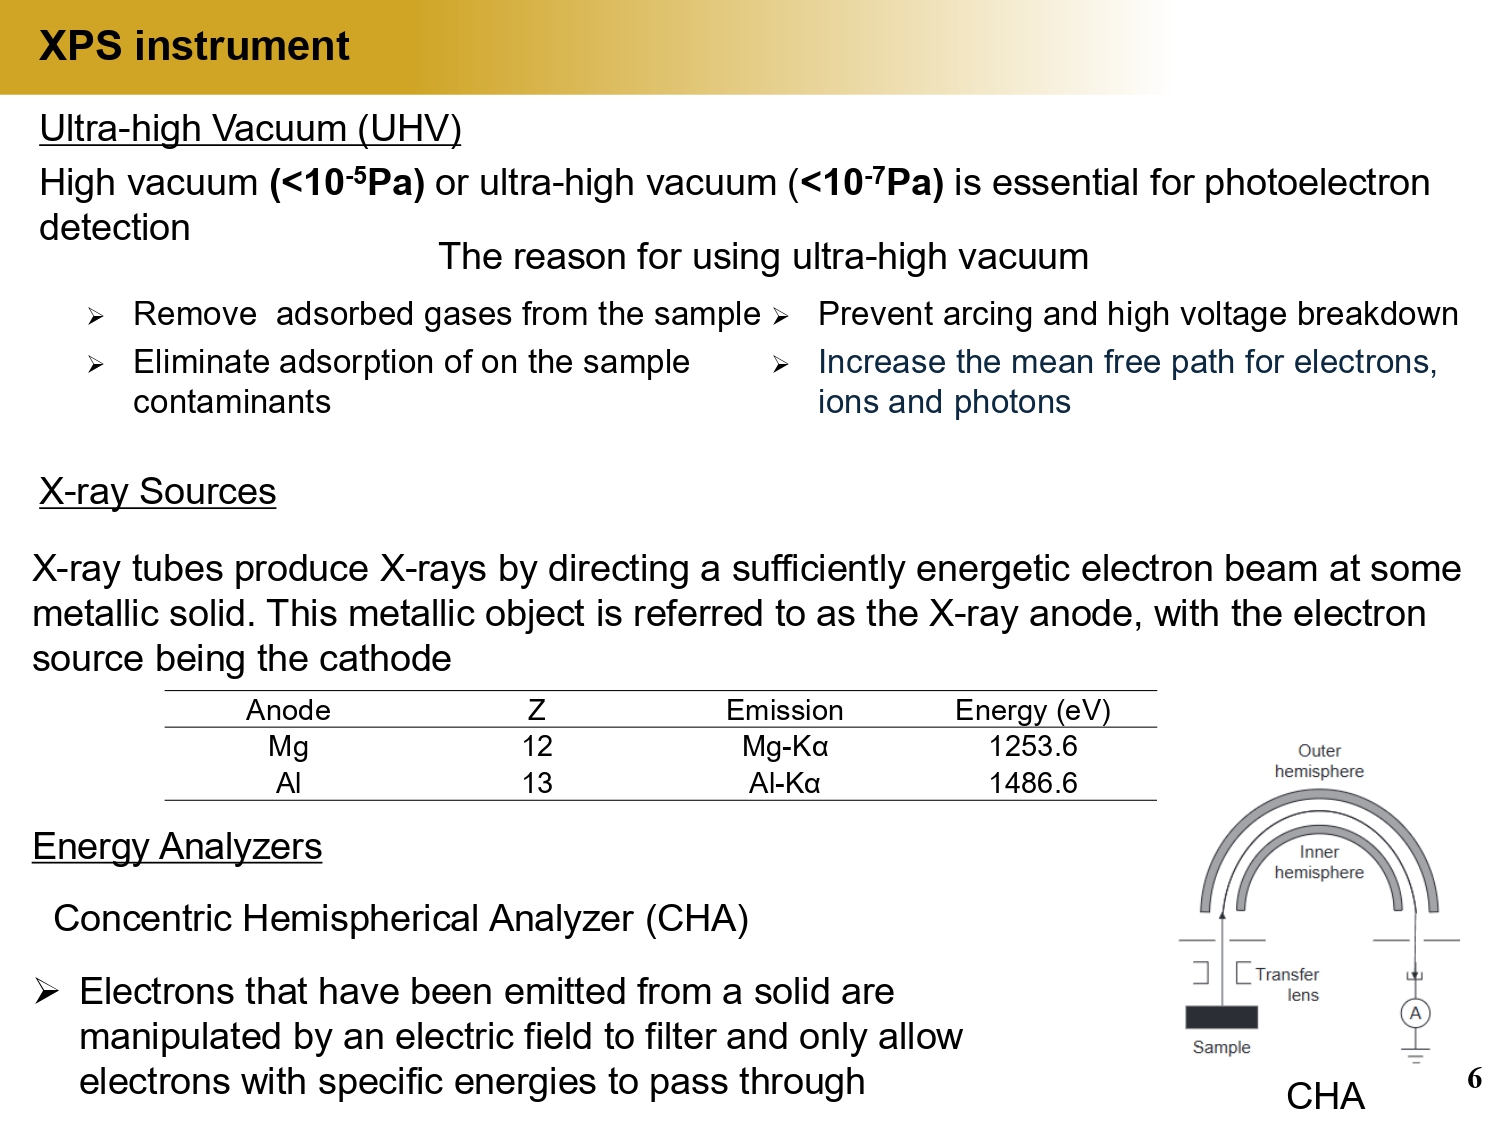 XPS instrument
Ultra-high Vacuum (UHV)
High vacuum (<10⁻⁵Pa) or ultra-high vacuum (<10⁻⁷Pa) is essential for photoelectron
detection
The reason for using ultra-high vacuum
➢ Remove  adsorbed gases from the sample
➢ Eliminate adsorption of on the sample
contaminants
➢ Prevent arcing and high voltage breakdown
➢ Increase the mean free path for electrons,
ions and photons
X-ray Sources
X-ray tubes produce X-rays by directing a sufficiently energetic electron beam at some
metallic solid. This metallic object is referred to as the X-ray anode, with the electron
source being the cathode
Anode Z Emission Energy (eV)
Mg 12 Mg-Kα 1253.6
Al 13 Al-Kα 1486.6
Energy Analyzers
Concentric Hemispherical Analyzer (CHA)
➢ Electrons that have been emitted from a solid are
manipulated by an electric field to filter and only allow
electrons with specific energies to pass through
Outer
hemisphere
Inner
hemisphere
Transfer
lens
A
Sample
CHA
6